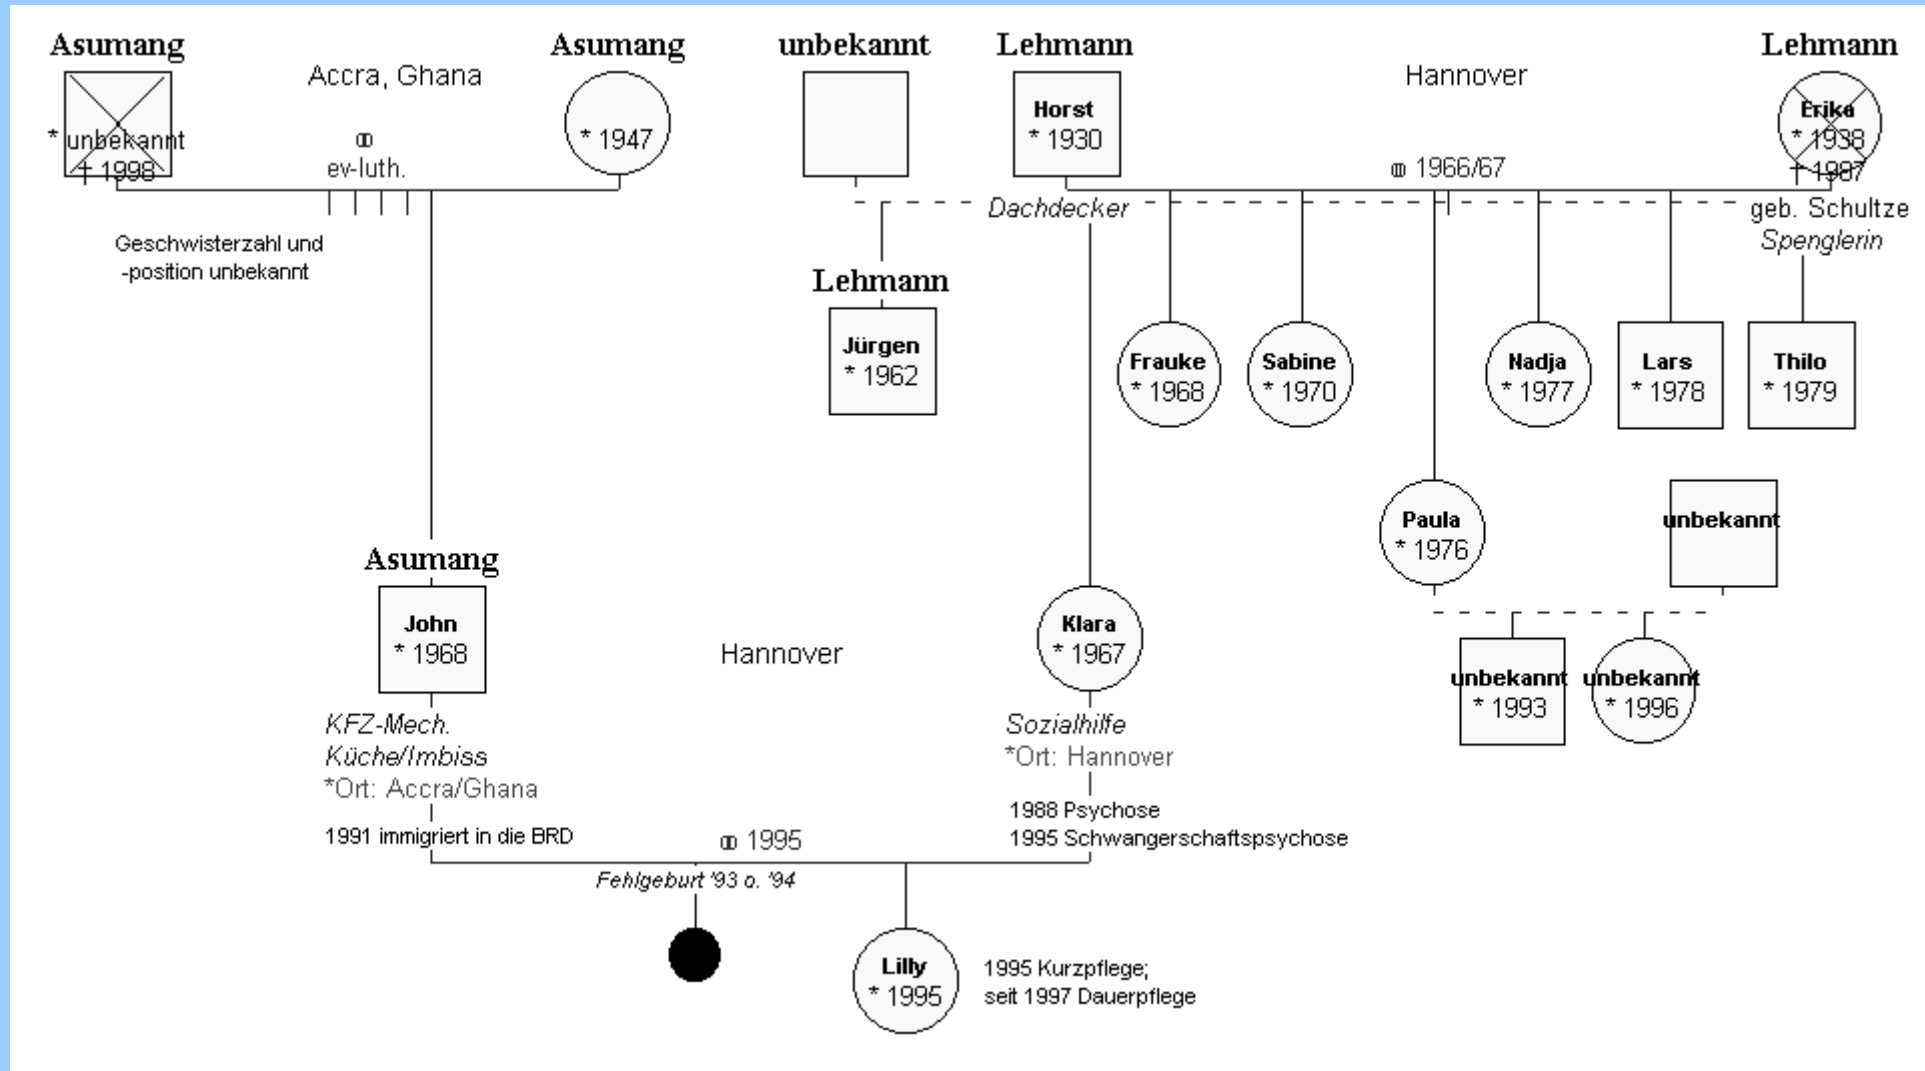 Asumang
Asumang
unbekannt
Lehmann
Lehmann
Accra, Ghana
Hannover
* unbekannt
† 1998
⚭
ev-luth.
* 1947
Horst
* 1930
⚭ 1966/67
Erika
* 1938
† 1987
Dachdecker
geb. Schultze
Spenglerin
Geschwisterzahl und
-position unbekannt
Lehmann
Jürgen
* 1962
Frauke
* 1968
Sabine
* 1970
Nadja
* 1977
Lars
* 1978
Thilo
* 1979
Paula
* 1976
unbekannt
Asumang
John
* 1968
Hannover
Klara
* 1967
unbekannt
* 1993
unbekannt
* 1996
KFZ-Mech.
Küche/Imbiss
*Ort: Accra/Ghana
1991 immigriert in die BRD
Sozialhilfe
*Ort: Hannover
1988 Psychose
1995 Schwangerschaftspsychose
⚭ 1995
Fehlgeburt '93 o. '94
Lilly
* 1995
1995 Kurzpflege;
seit 1997 Dauerpflege